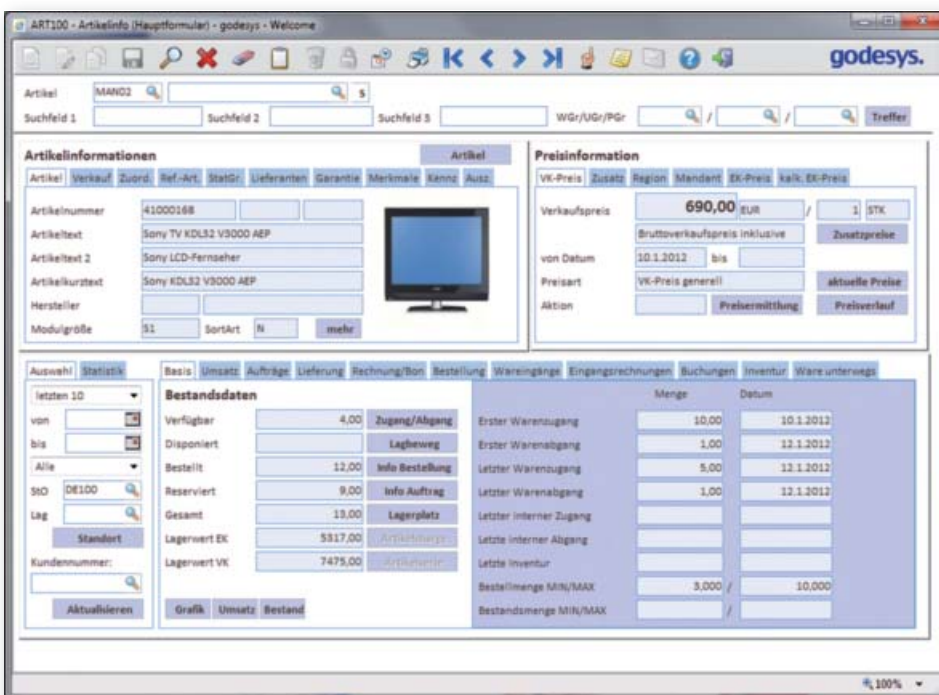 ART100 - Artikelinfo (Hauptformular) - godesys - Welcome
godesys.
Artikel MAND2 S
Suchfeld 1 Suchfeld 2 Suchfeld 3 WGr/UGr/PGr / / Treffer
Artikelinformationen Artikel
Artikel Verkauf Zuord. Ref.-Art. StatGr. Lieferanten Garantie Merkmale Kennz Ausz.
Artikelnummer 41000168
Artikeltext Sony TV KDL32 V3000 AEP
Artikeltext 2 Sony LCD-Fernseher
Artikelkurztext Sony KDL32 V3000 AEP
Hersteller
Modulgröße S1 SortArt N mehr
Preisinformation
VK-Preis Zusatz Region Mandant EK-Preis kalk. EK-Preis
Verkaufspreis 690,00 EUR / 1 STK
Bruttoverkaufspreis inklusive Zusatzpreise
von Datum 10.1.2012 bis
Preisart VK-Preis generell aktuelle Preise
Aktion Preisermittlung Preisverlauf
Auswahl Statistik
letzten 10
von
bis
Alle
StO DE100
Lag
Standort
Kundennummer:
Aktualisieren
Basis Umsatz Aufträge Lieferung Rechnung/Bon Bestellung Wareingänge Eingangsrechnungen Buchungen Inventur Ware unterwegs
Bestandsdaten
Verfügbar 4,00 Zugang/Abgang
Disponiert Lagbeweg
Bestellt 12,00 Info Bestellung
Reserviert 9,00 Info Auftrag
Gesamt 13,00 Lagerplatz
Lagerwert EK 5317,00
Lagerwert VK 7475,00
Grafik Umsatz Bestand
Menge Datum
Erster Warenzugang 10,00 10.1.2012
Erster Warenabgang 1,00 12.1.2012
Letzter Warenzugang 5,00 12.1.2012
Letzter Warenabgang 1,00 12.1.2012
Letzter interner Zugang
Letzte interner Abgang
Letzte Inventur
Bestellmenge MIN/MAX 3,000 / 10,000
Bestandsmenge MIN/MAX /
100%